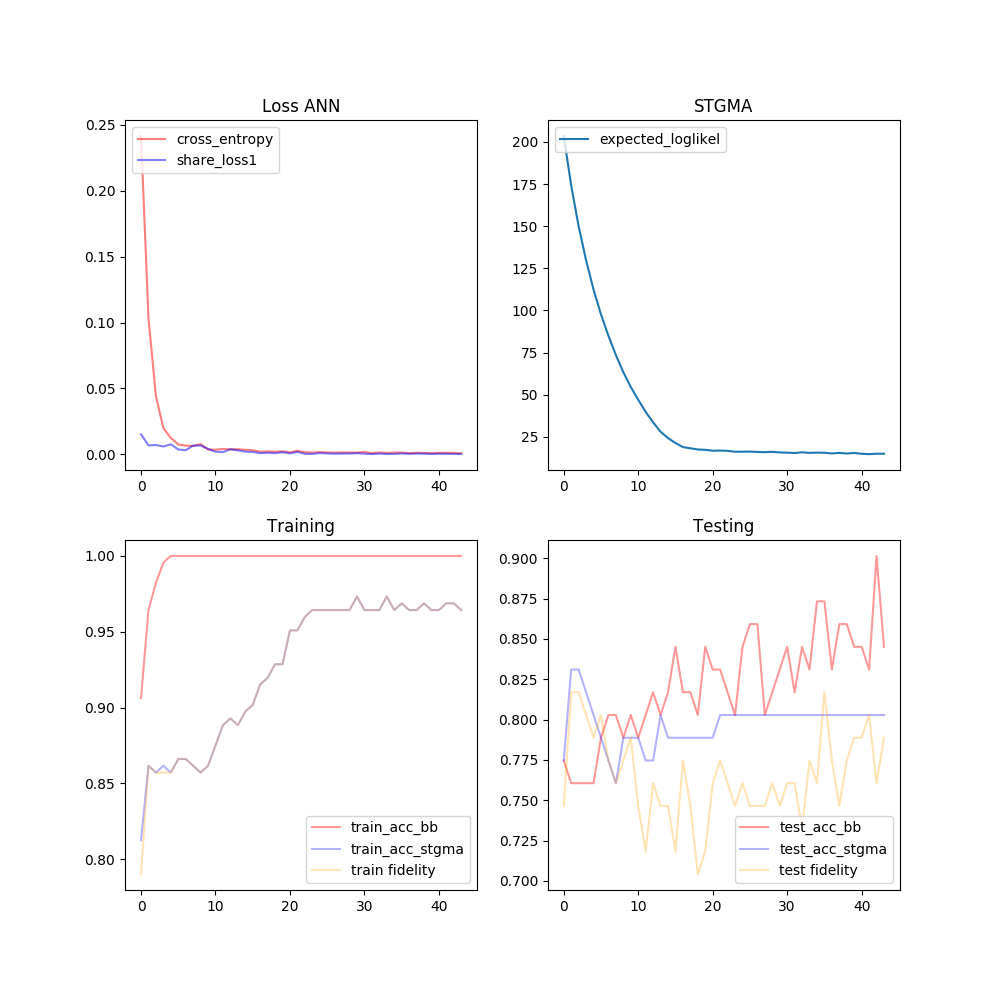 Loss ANN
0.25
0.20
0.15
0.10
0.05
0.00
cross_entropy
share_loss1
0 10 20 30 40
STGMA
200
175
150
125
100
75
50
25
expected_loglikel
0 10 20 30 40
Training
1.00
0.95
0.90
0.85
0.80
train_acc_bb
train_acc_stgma
train fidelity
0 10 20 30 40
Testing
0.900
0.875
0.850
0.825
0.800
0.775
0.750
0.725
0.700
test_acc_bb
test_acc_stgma
test fidelity
0 10 20 30 40